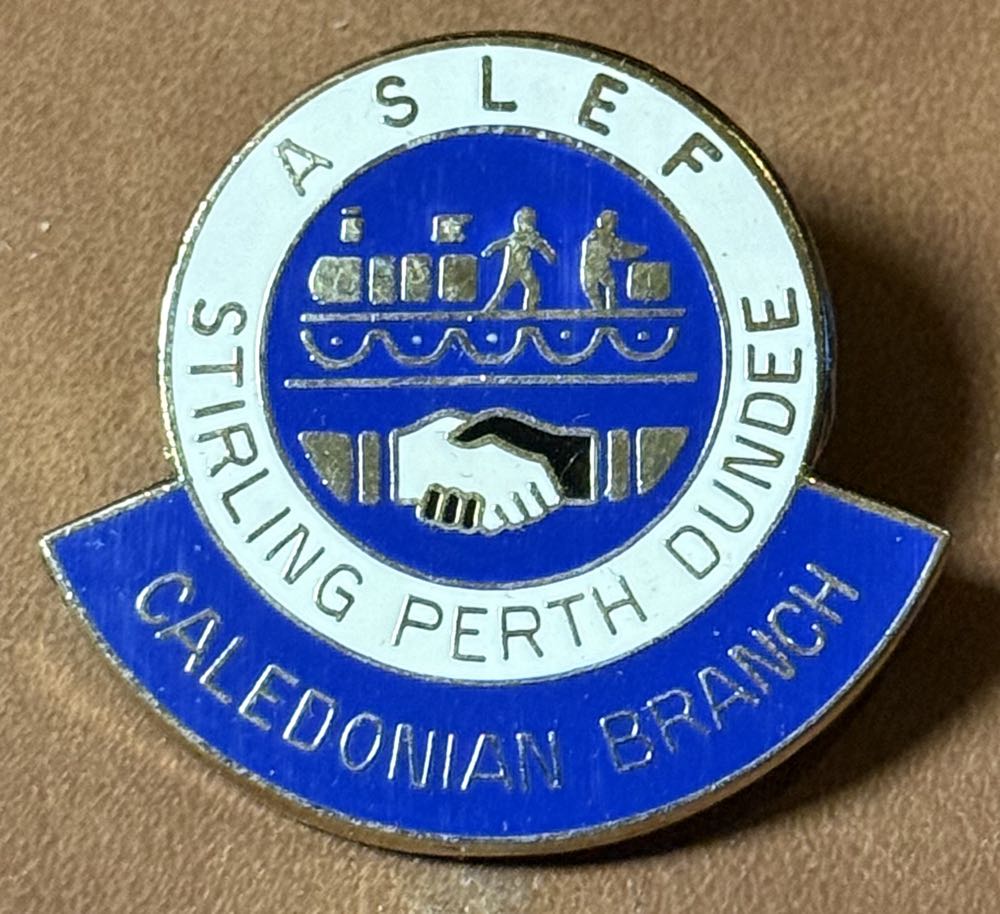 ASLEF
STIRLING PERTH DUNDEE
CALEDONIAN BRANCH